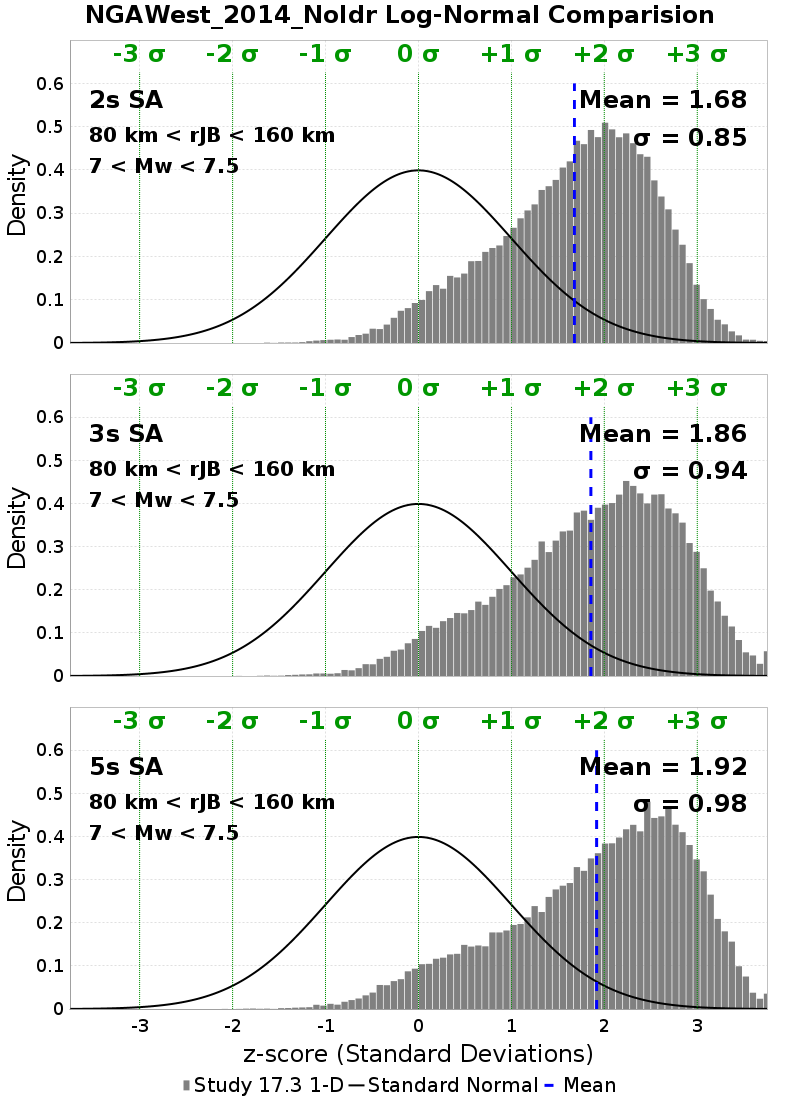 NGAWest_2014_NoIdr Log-Normal Comparision
-3 σ -2 σ -1 σ 0 σ +1 σ +2 σ +3 σ
0.6
2s SA Mean = 1.68
0.5
80 km < rJB < 160 km σ = 0.85
7 < Mw < 7.5
0.4
Density
0.3
0.2
0.1
0
-3 σ -2 σ -1 σ 0 σ +1 σ +2 σ +3 σ
0.6
3s SA Mean = 1.86
0.5
80 km < rJB < 160 km σ = 0.94
7 < Mw < 7.5
0.4
Density
0.3
0.2
0.1
0
-3 σ -2 σ -1 σ 0 σ +1 σ +2 σ +3 σ
0.6
5s SA Mean = 1.92
0.5
80 km < rJB < 160 km σ = 0.98
7 < Mw < 7.5
0.4
Density
0.3
0.2
0.1
0
-3 -2 -1 0 1 2 3
z-score (Standard Deviations)
Study 17.3 1-D Standard Normal Mean